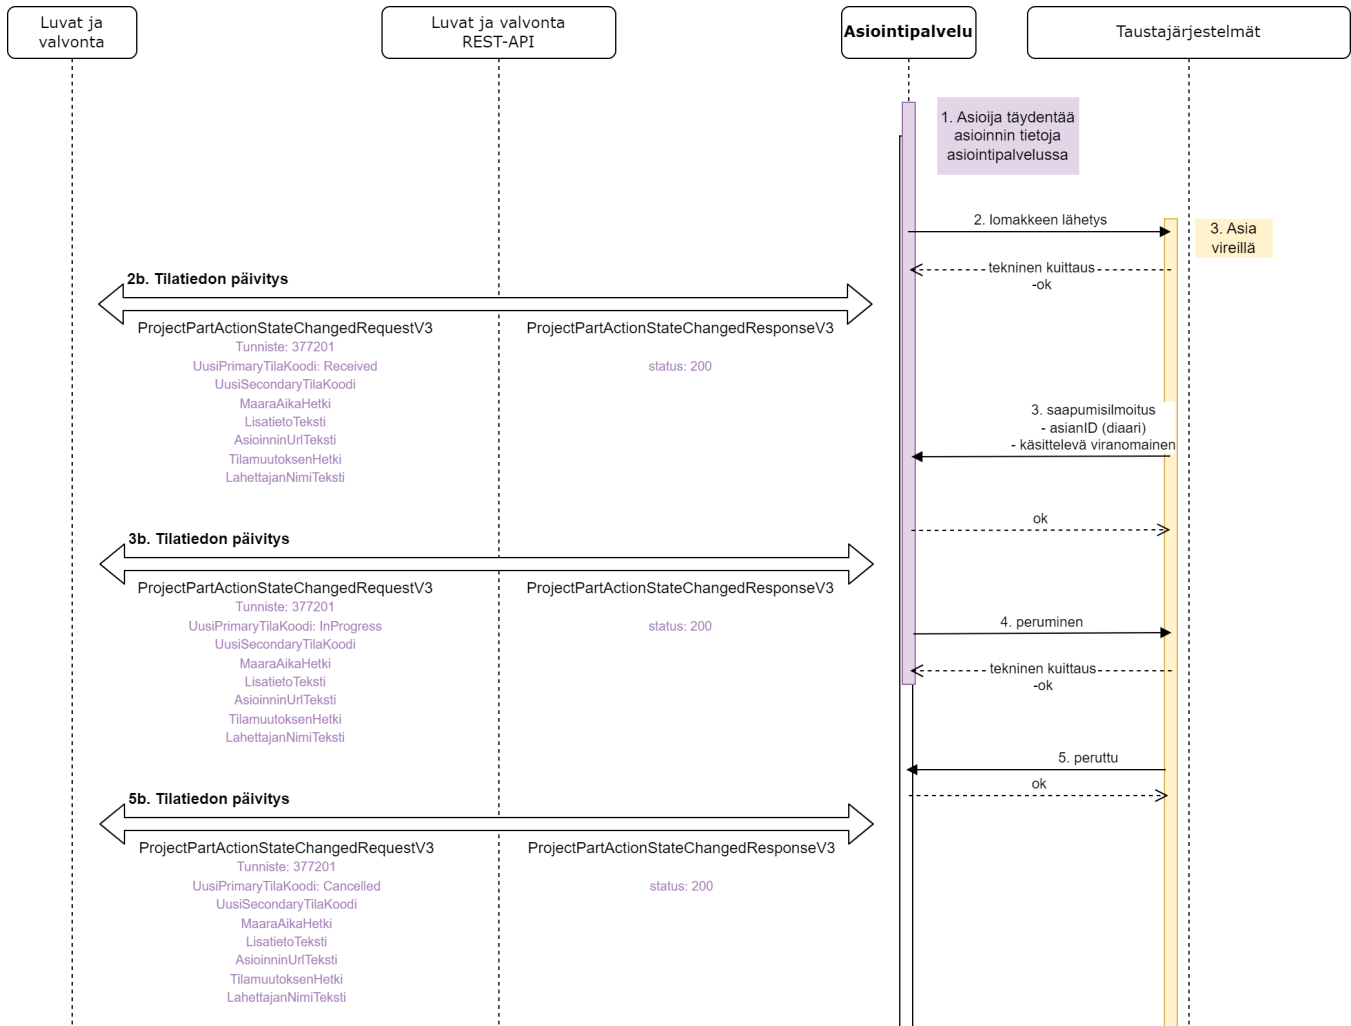 Luvat ja
valvonta
Luvat ja valvonta
REST-API
Asiointipalvelu
Taustajärjestelmät
1. Asioija täydentää
asioinnin tietoja
asiointipalvelussa
2. lomakkeen lähetys
3. Asia
vireillä
tekninen kuittaus
-ok
2b. Tilatiedon päivitys
ProjectPartActionStateChangedRequestV3
Tunniste: 377201
UusiPrimaryTilaKoodi: Received
UusiSecondaryTilaKoodi
MaaraAikaHetki
LisatietoTeksti
AsioinninUrlTeksti
TilamuutoksenHetki
LahettajanNimiTeksti
ProjectPartActionStateChangedResponseV3
status: 200
3. saapumisilmoitus
- asianID (diaari)
- käsittelevä viranomainen
ok
3b. Tilatiedon päivitys
ProjectPartActionStateChangedRequestV3
Tunniste: 377201
UusiPrimaryTilaKoodi: InProgress
UusiSecondaryTilaKoodi
MaaraAikaHetki
LisatietoTeksti
AsioinninUrlTeksti
TilamuutoksenHetki
LahettajanNimiTeksti
ProjectPartActionStateChangedResponseV3
status: 200
4. peruminen
tekninen kuittaus
-ok
5. peruttu
ok
5b. Tilatiedon päivitys
ProjectPartActionStateChangedRequestV3
Tunniste: 377201
UusiPrimaryTilaKoodi: Cancelled
UusiSecondaryTilaKoodi
MaaraAikaHetki
LisatietoTeksti
AsioinninUrlTeksti
TilamuutoksenHetki
LahettajanNimiTeksti
ProjectPartActionStateChangedResponseV3
status: 200